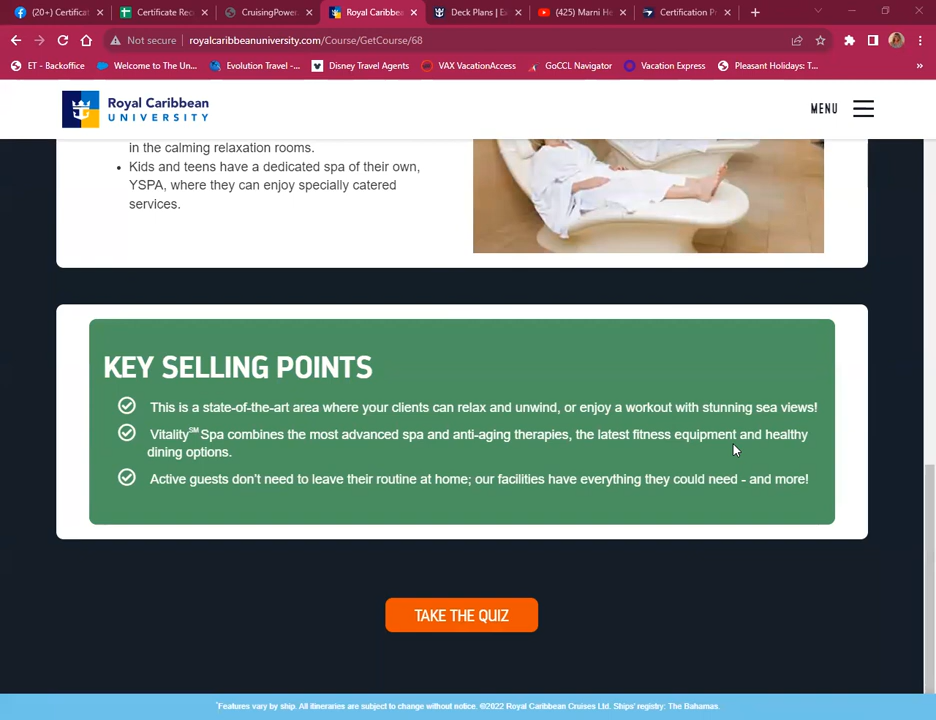 (20+) Certificat
Certificate Rec
CruisingPower
Royal Caribbea
Deck Plans | Ex
(425) Marni He
Certification Pr
Not secure
royalcaribbeanuniversity.com/Course/GetCourse/68
ET - Backoffice
Welcome to The Un...
Evolution Travel -...
Disney Travel Agents
VAX VacationAccess
GoCCL Navigator
Vacation Express
Pleasant Holidays: T...
»
Royal Caribbean
UNIVERSITY
MENU
in the calming relaxation rooms.
• Kids and teens have a dedicated spa of their own,
YSPA, where they can enjoy specially catered
services.
KEY SELLING POINTS
This is a state-of-the-art area where your clients can relax and unwind, or enjoy a workout with stunning sea views!
Vitality℠ Spa combines the most advanced spa and anti-aging therapies, the latest fitness equipment and healthy
dining options.
Active guests don't need to leave their routine at home; our facilities have everything they could need - and more!
TAKE THE QUIZ
*Features vary by ship. All itineraries are subject to change without notice. ©2022 Royal Caribbean Cruises Ltd. Ships' registry: The Bahamas.